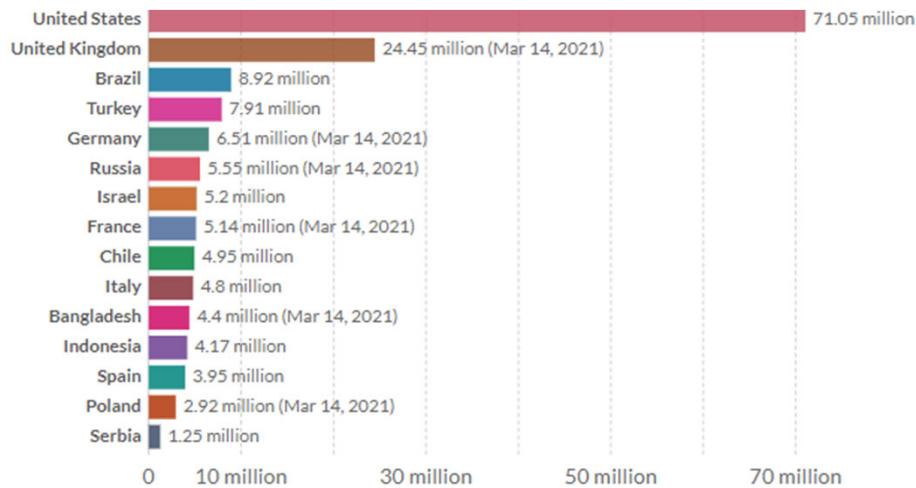 United States 71.05 million
United Kingdom 24.45 million (Mar 14, 2021)
Brazil 8.92 million
Turkey 7.91 million
Germany 6.51 million (Mar 14, 2021)
Russia 5.55 million (Mar 14, 2021)
Israel 5.2 million
France 5.14 million (Mar 14, 2021)
Chile 4.95 million
Italy 4.8 million
Bangladesh 4.4 million (Mar 14, 2021)
Indonesia 4.17 million
Spain 3.95 million
Poland 2.92 million (Mar 14, 2021)
Serbia 1.25 million
0 10 million 30 million 50 million 70 million